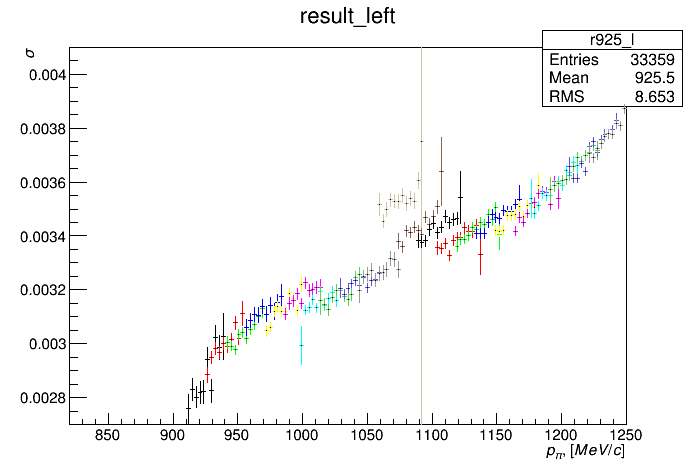 result_left
r925_l
Entries 33359
Mean 925.5
RMS 8.653
σ
0.004
0.0038
0.0036
0.0034
0.0032
0.003
0.0028
850 900 950 1000 1050 1100 1150 1200 1250
pπ, [MeV/c]